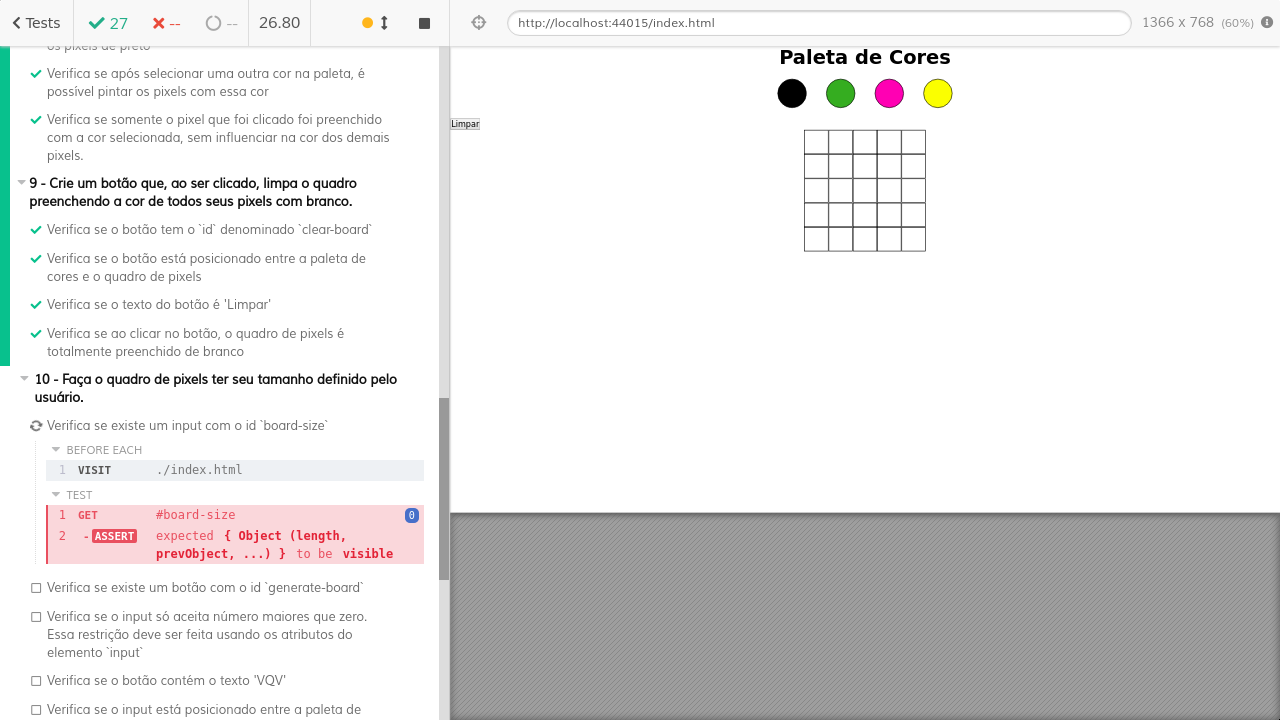 Tests
27
--
--
26.80
http://localhost:44015/index.html
1366 x 768 (60%)
os pixels de preto
Verifica se após selecionar uma outra cor na paleta, é
possível pintar os pixels com essa cor
Verifica se somente o pixel que foi clicado foi preenchido
com a cor selecionada, sem influenciar na cor dos demais
pixels.
9 - Crie um botão que, ao ser clicado, limpa o quadro
preenchendo a cor de todos seus pixels com branco.
Verifica se o botão tem o `id` denominado `clear-board`
Verifica se o botão está posicionado entre a paleta de
cores e o quadro de pixels
Verifica se o texto do botão é 'Limpar'
Verifica se ao clicar no botão, o quadro de pixels é
totalmente preenchido de branco
10 - Faça o quadro de pixels ter seu tamanho definido pelo
usuário.
Verifica se existe um input com o id `board-size`
BEFORE EACH
1 VISIT ./index.html
TEST
1 GET #board-size 0
2 -ASSERT expected { Object (length,
prevObject, ...) } to be visible
Verifica se existe um botão com o id `generate-board`
Verifica se o input só aceita número maiores que zero.
Essa restrição deve ser feita usando os atributos do
elemento `input`
Verifica se o botão contém o texto 'VQV'
Verifica se o input está posicionado entre a paleta de
Paleta de Cores
Limpar